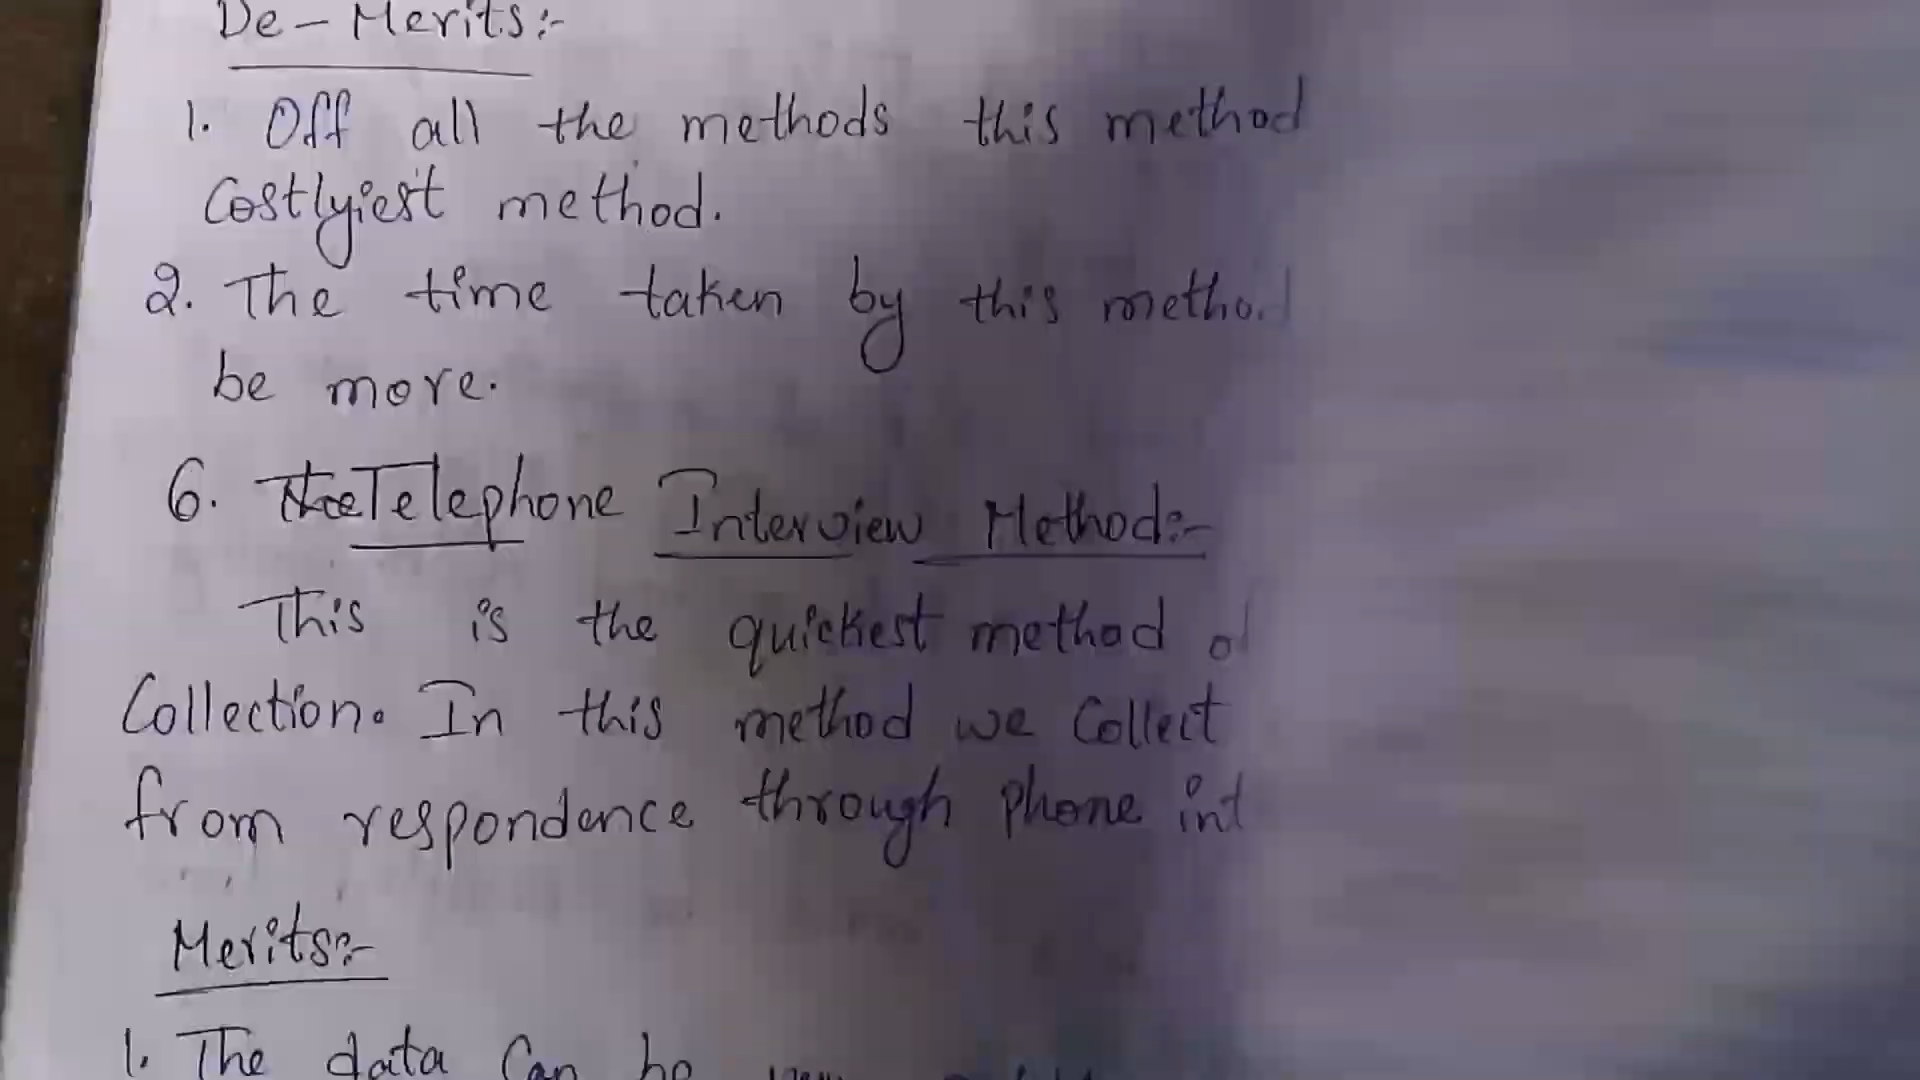 De-Merits:-
1. Off all the methods this method
Costlyiest method.
2. The time taken by this method
be more.
6. The Telephone Interview Method:-
This is the quickest method
Collection. In this method we Collect
from respondence through phone
Merits:-
1. The data Can be